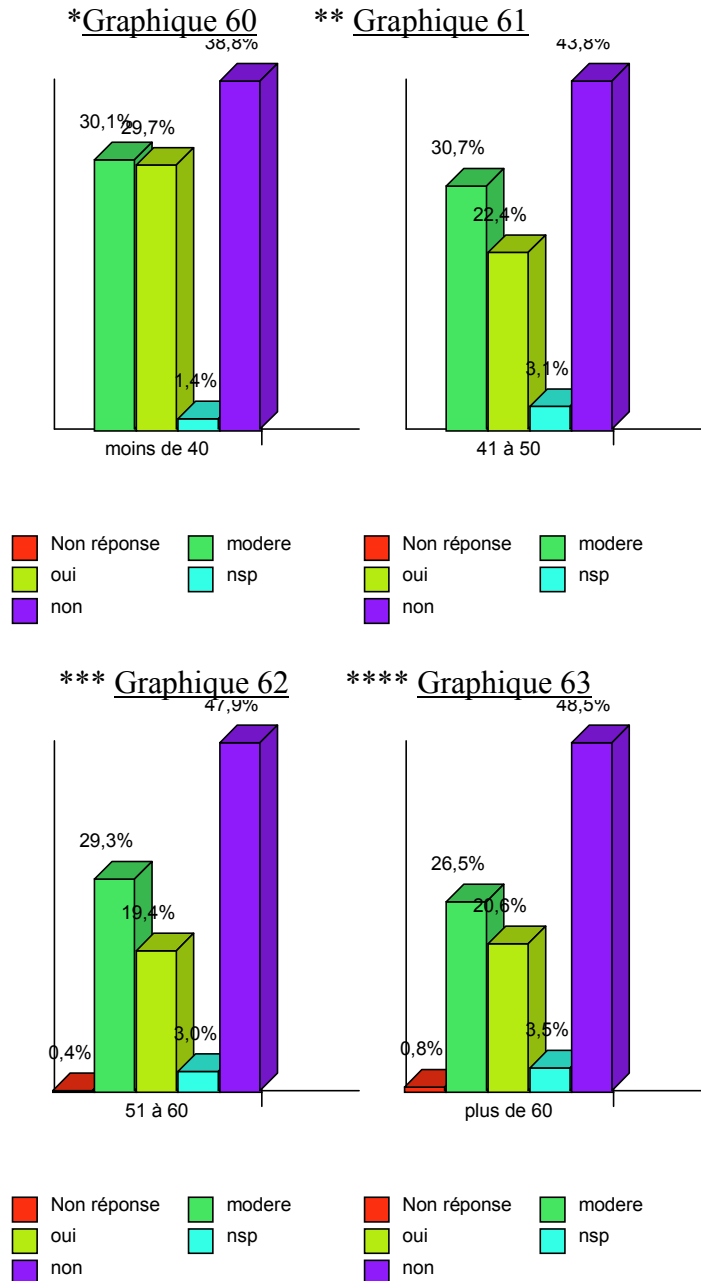 *Graphique 60
** Graphique 61
38,8%
30,1%
29,7%
1,4%
moins de 40
43,8%
30,7%
22,4%
3,1%
41 à 50
Non réponse modere
oui nsp
non
Non réponse modere
oui nsp
non
*** Graphique 62
**** Graphique 63
47,9%
29,3%
19,4%
3,0%
0,4%
51 à 60
48,5%
26,5%
20,6%
3,5%
0,8%
plus de 60
Non réponse modere
oui nsp
non
Non réponse modere
oui nsp
non